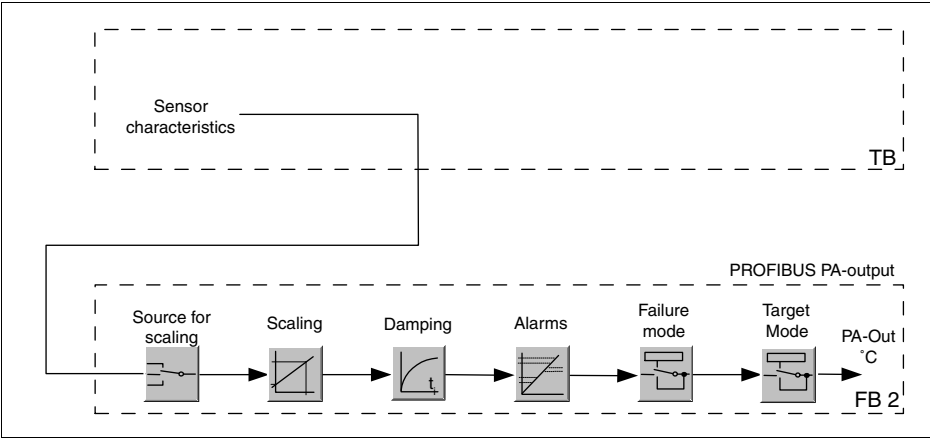 Sensor
characteristics
TB
PROFIBUS PA-output
Source for
scaling
Scaling
Damping
Alarms
Failure
mode
Target
Mode
PA-Out
°C
t
FB 2